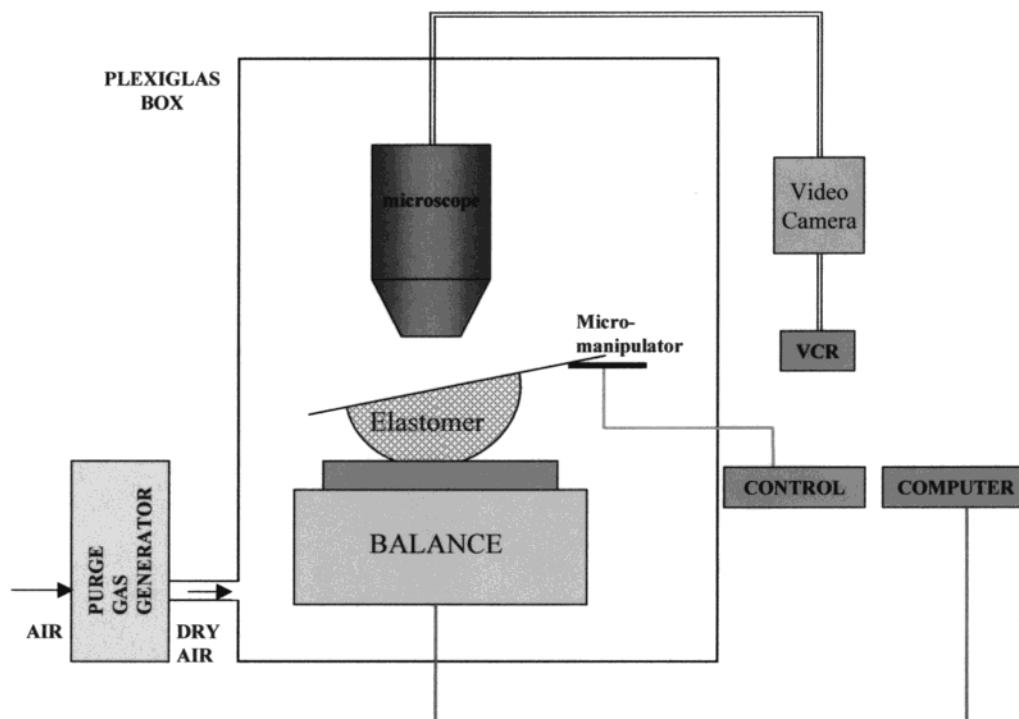 PLEXIGLAS
BOX
microscope
Video
Camera
VCR
Micro-
manipulator
Elastomer
CONTROL
COMPUTER
BALANCE
PURGE
GAS
GENERATOR
AIR
DRY
AIR